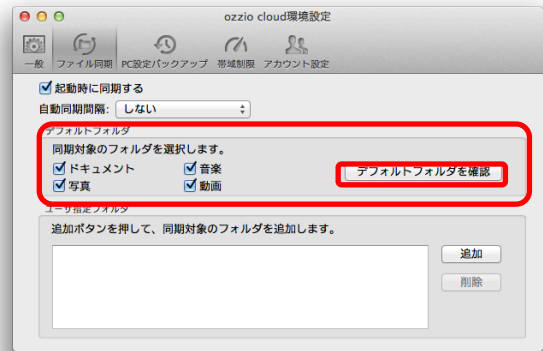 ozzio cloud環境設定
一般 ファイル同期 PC設定バックアップ 帯域制限 アカウント設定
起動時に同期する
自動同期間隔: しない
デフォルトフォルダ
同期対象のフォルダを選択します。
ドキュメント 音楽 デフォルトフォルダを確認
写真 動画
ユーザ指定フォルダ
追加ボタンを押して、同期対象のフォルダを追加します。
追加
削除